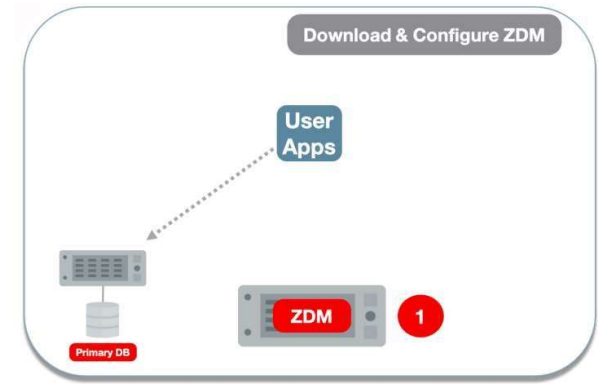 Download & Configure ZDM
User
Apps
ZDM
1
Primary DB